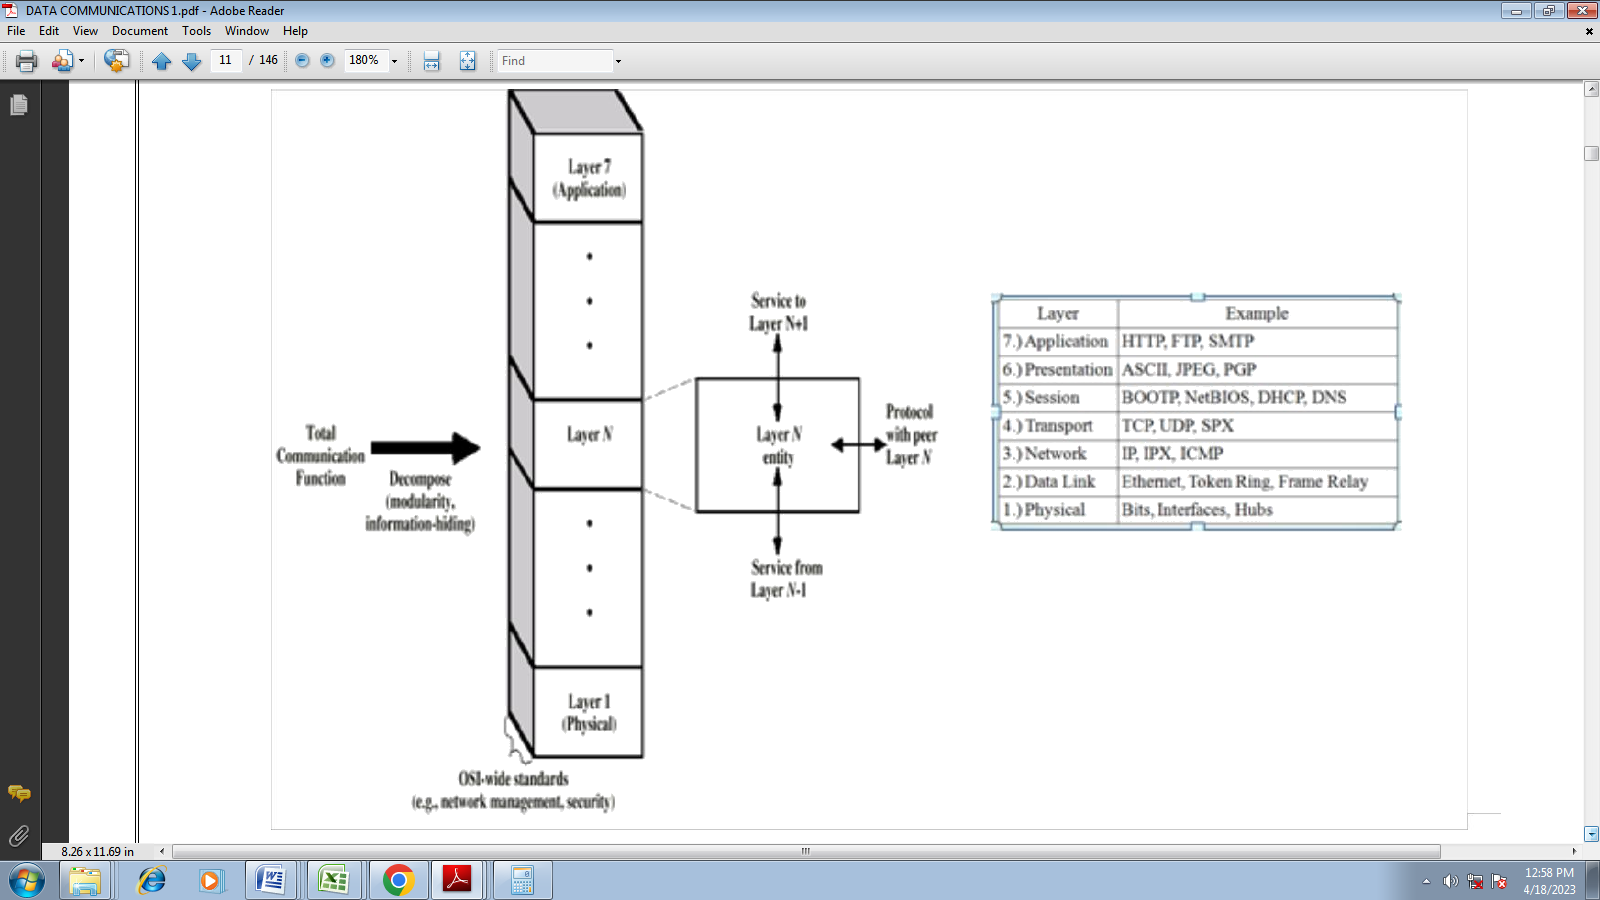 DATA COMMUNICATIONS 1.pdf - Adobe Reader
File Edit View Document Tools Window Help
11 / 146 180% Find
Layer 7
(Application)
Layer N
Layer 1
(Physical)
Total
Communication
Function
Decompose
(modularity,
information-hiding)
OSI-wide standards
(e.g., network management, security)
Service to
Layer N+1
Layer N
entity
Protocol
with peer
Layer N
Service from
Layer N-1
Layer Example
7.) Application HTTP, FTP, SMTP
6.) Presentation ASCII, JPEG, PGP
5.) Session BOOTP, NetBIOS, DHCP, DNS
4.) Transport TCP, UDP, SPX
3.) Network IP, IPX, ICMP
2.) Data Link Ethernet, Token Ring, Frame Relay
1.) Physical Bits, Interfaces, Hubs
8.26 x 11.69 in
12:58 PM
4/18/2023